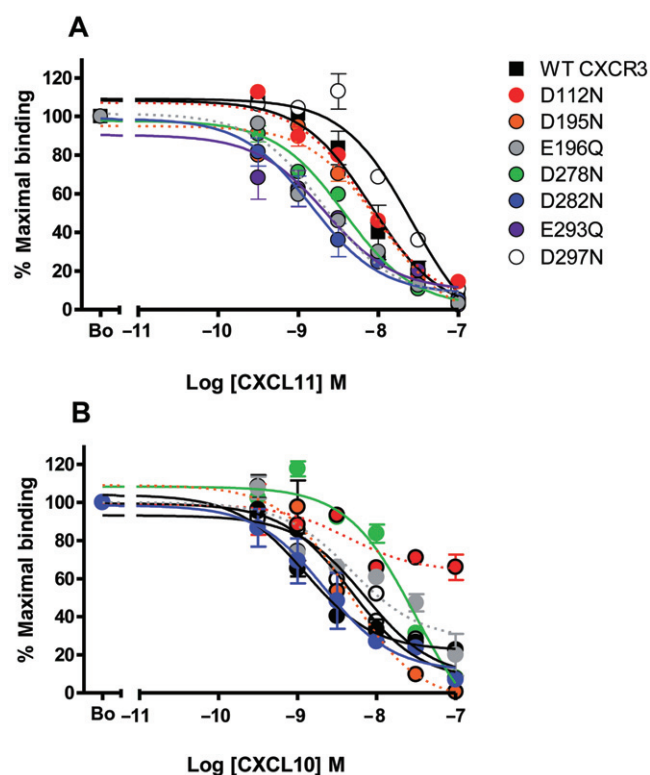 A
% Maximal binding
120
100
80
60
40
20
0
Bo −11 −10 −9 −8 −7
Log [CXCL11] M
WT CXCR3
D112N
D195N
E196Q
D278N
D282N
E293Q
D297N
B
% Maximal binding
120
100
80
60
40
20
0
Bo −11 −10 −9 −8 −7
Log [CXCL10] M